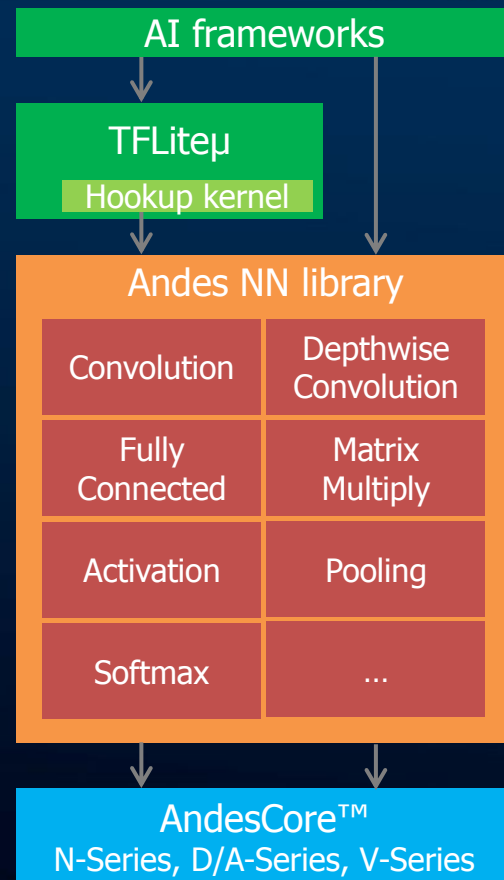 AI frameworks
TFLiteµ
Hookup kernel
Andes NN library
Convolution
Depthwise
Convolution
Fully
Connected
Matrix
Multiply
Activation
Pooling
Softmax
...
AndesCore™
N-Series, D/A-Series, V-Series